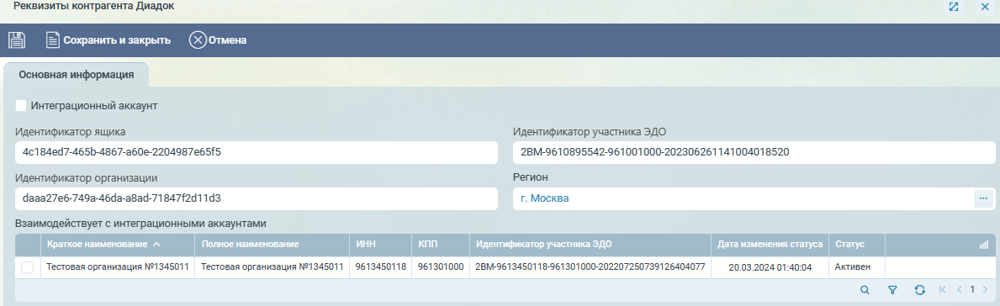 Реквизиты контрагента Диадок
Сохранить и закрыть Отмена
Основная информация
Интеграционный аккаунт
Идентификатор ящика Идентификатор участника ЭДО
4c184ed7-465b-4867-a60e-2204987e65f5 2BM-9610895542-961001000-202306261141004018520
Идентификатор организации Регион
daaa27e6-749a-46da-a8ad-71847f2d11d3 г. Москва ...
Взаимодействует с интеграционными аккаунтами
Краткое наименование Полное наименование ИНН КПП Идентификатор участника ЭДО Дата изменения статуса Статус
Тестовая организация №1345011 Тестовая организация №1345011 9613450118 961301000 2BM-9613450118-961301000-202207250739126404077 20.03.2024 01:40:04 Активен
1